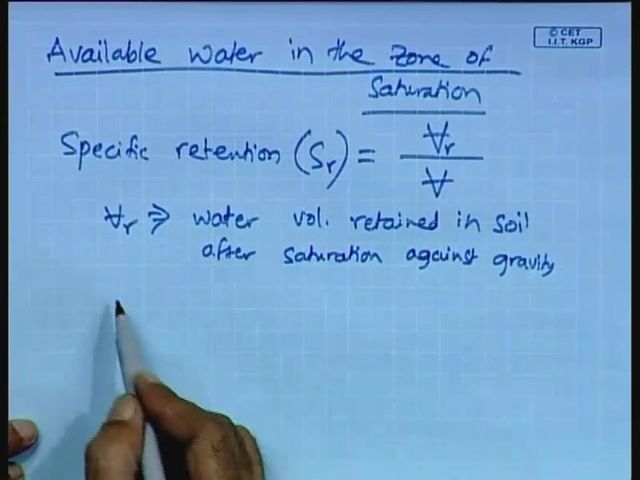 © CET
I.I.T. KGP
Available water in the zone of
Saturation
Specific retention (Sr) = ∀r / ∀
∀r ⇒ water vol. retained in soil
after saturation against gravity